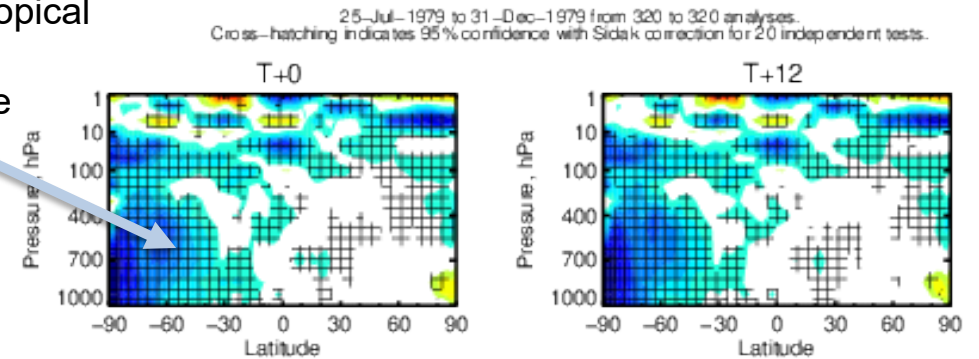 opical
e
25-Jul-1979 to 31-Dec-1979 from 320 to 320 analyses.
Cross-hatching indicates 95% confidence with Sidak correction for 20 independent tests.
T+0
T+12
Pressure, hPa
1
10
100
400
700
1000
-90 -60 -30 0 30 60 90
Latitude
Pressure, hPa
1
10
100
400
700
1000
-90 -60 -30 0 30 60 90
Latitude